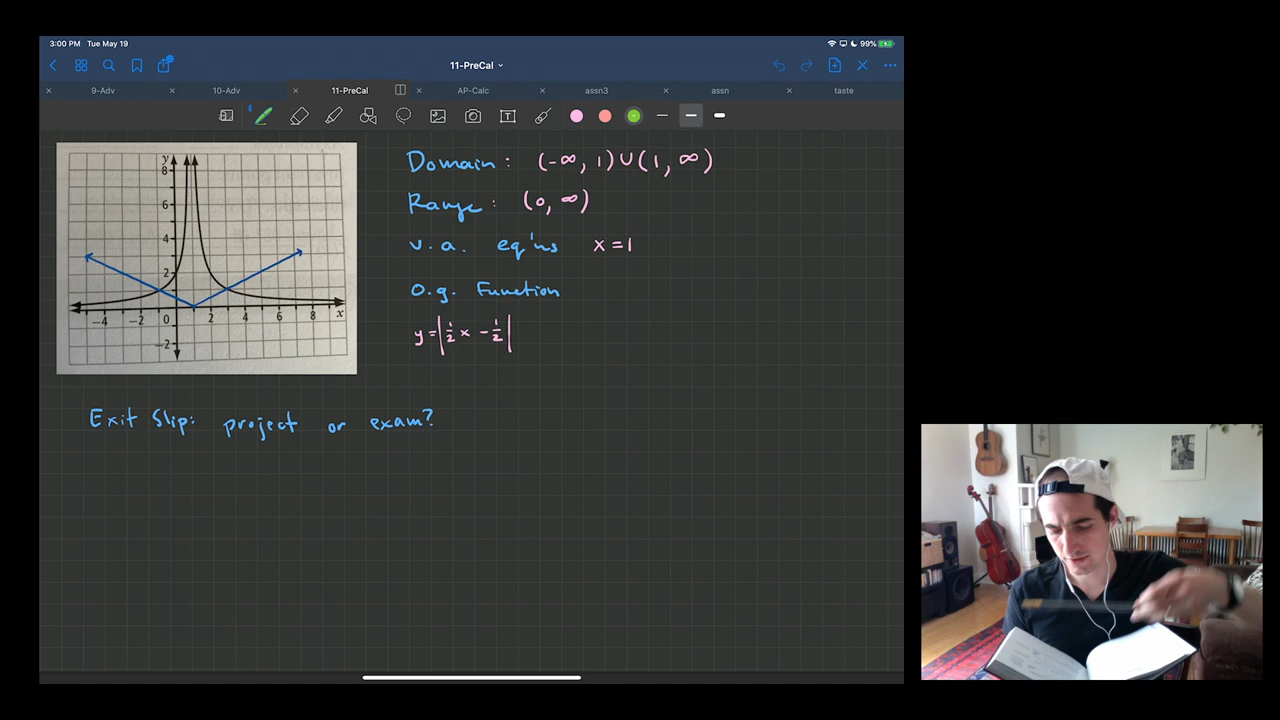 3:00 PM Tue May 19
99%
11-PreCal
9-Adv 10-Adv 11-PreCal AP-Calc assn3 assn taste
y
8
6
4
2
-4 -2 0 2 4 6 8 x
-2
Domain: (-∞, 1) ∪ (1, ∞)
Range: (0, ∞)
v.a. eq'ns x = 1
o.g. Function
y = |1/2 x - 1/2|
Exit Slip: project or exam?